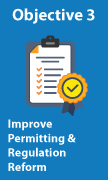 Objective 3
Improve
Permitting &
Regulation
Reform